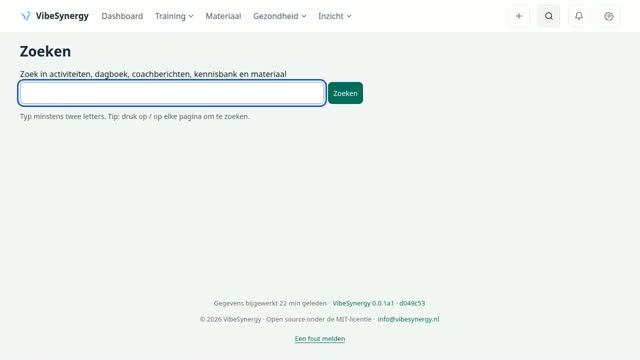 VibeSynergy Dashboard Training Materiaal Gezondheid Inzicht
Zoeken
Zoek in activiteiten, dagboek, coachberichten, kennisbank en materiaal
Zoeken
Typ minstens twee letters. Tip: druk op / op elke pagina om te zoeken.
Gegevens bijgewerkt 22 min geleden · VibeSynergy 0.0.1a1 · d049c53
© 2026 VibeSynergy · Open source onder de MIT-licentie · info@vibesynergy.nl
Een fout melden